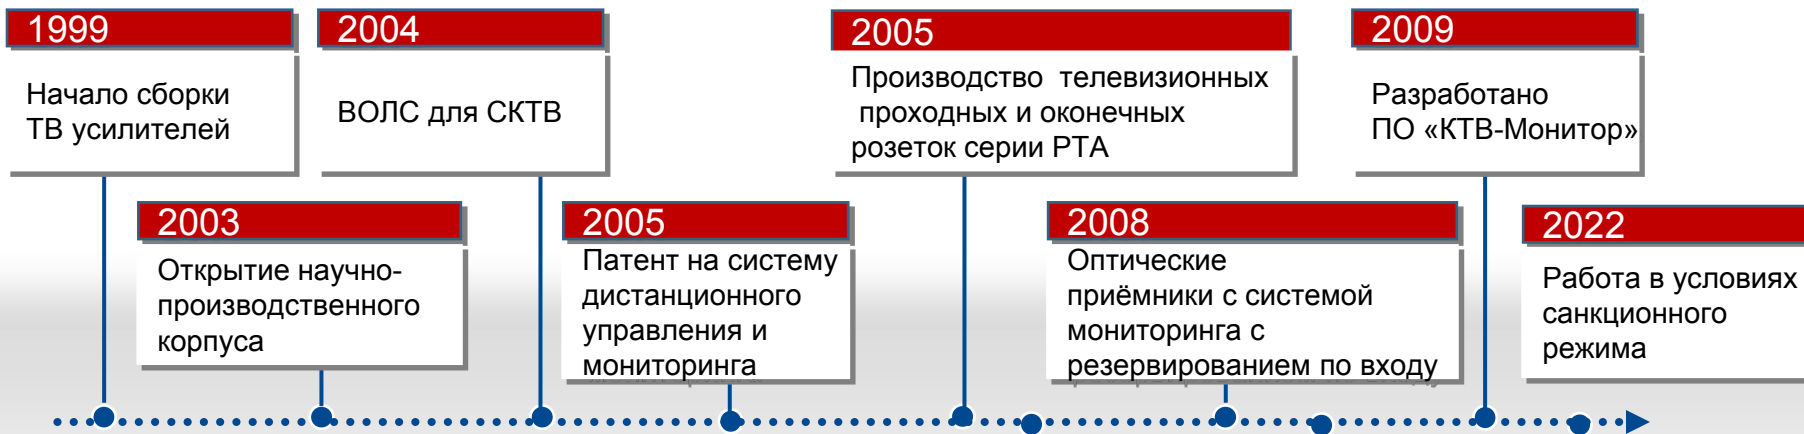 1999
Начало сборки
ТВ усилителей
2003
Открытие научно-
производственного
корпуса
2004
ВОЛС для СКТВ
2005
Патент на систему
дистанционного
управления и
мониторинга
2005
Производство телевизионных
проходных и оконечных
розеток серии РТА
2008
Оптические
приёмники с системой
мониторинга с
резервированием по входу
2009
Разработано
ПО «КТВ-Монитор»
2022
Работа в условиях
санкционного
режима